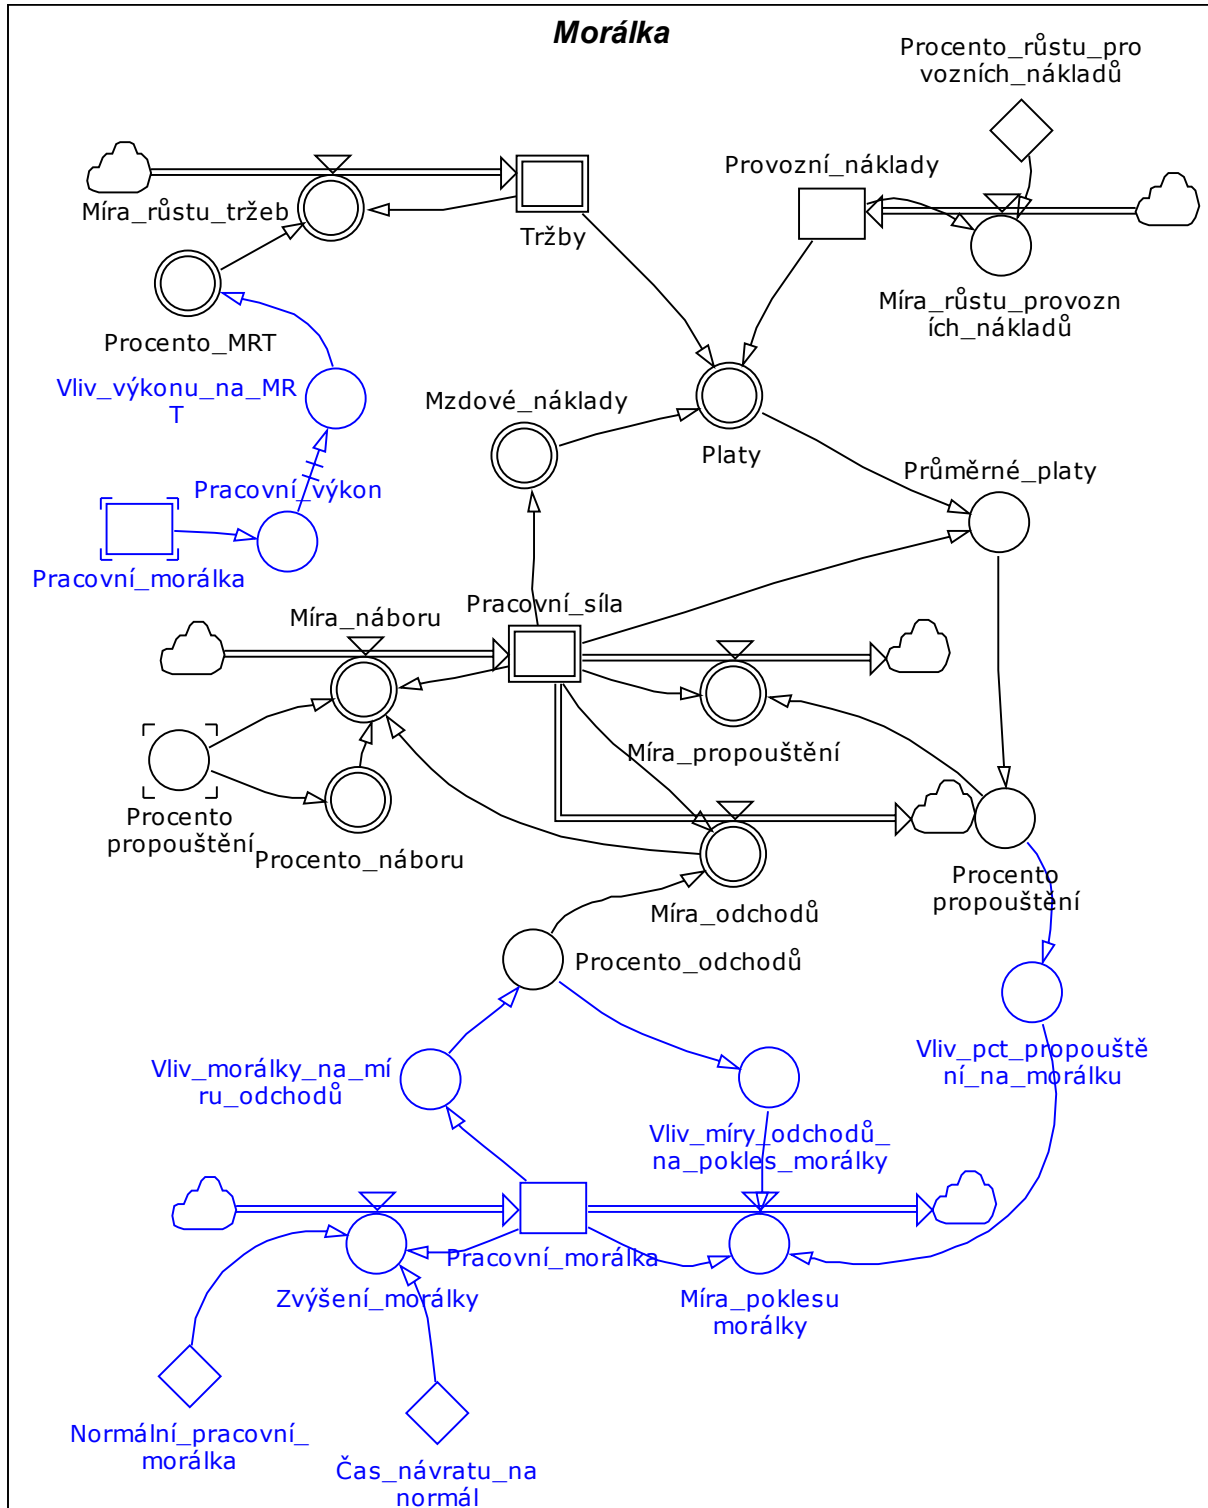 Morálka
Procento_růstu_pro
vozních_nákladů
Provozní_náklady
Míra_růstu_tržeb
Tržby
Míra_růstu_provozn
ích_nákladů
Procento_MRT
Vliv_výkonu_na_MR
T
Mzdové_náklady
Platy
Průměrné_platy
Pracovní_výkon
Pracovní_morálka
Míra_náboru
Pracovní_síla
Míra_propouštění
Procento
propouštění
Procento_náboru
Procento
propouštění
Míra_odchodů
Procento_odchodů
Vliv_morálky_na_mí
ru_odchodů
Vliv_pct_propouště
ní_na_morálku
Vliv_míry_odchodů_
na_pokles_morálky
Pracovní_morálka
Zvýšení_morálky
Míra_poklesu
morálky
Normální_pracovní_
morálka
Čas_návratu_na
normál